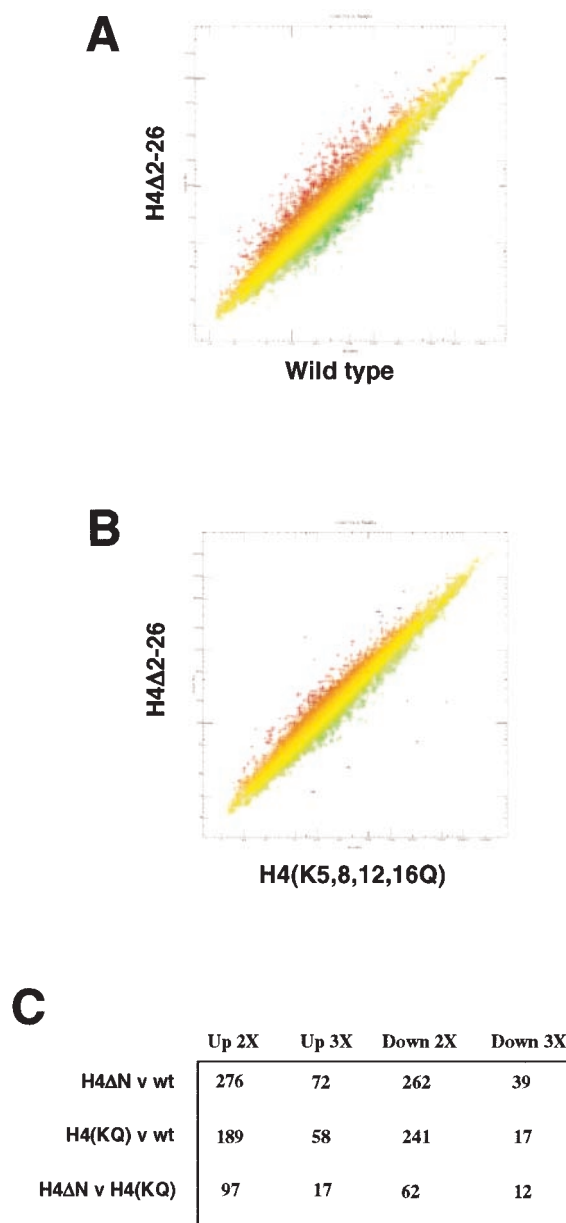 A
H4Δ2-26
Wild type
B
H4Δ2-26
H4(K5,8,12,16Q)
C
Up 2X Up 3X Down 2X Down 3X
H4ΔN v wt 276 72 262 39
H4(KQ) v wt 189 58 241 17
H4ΔN v H4(KQ) 97 17 62 12